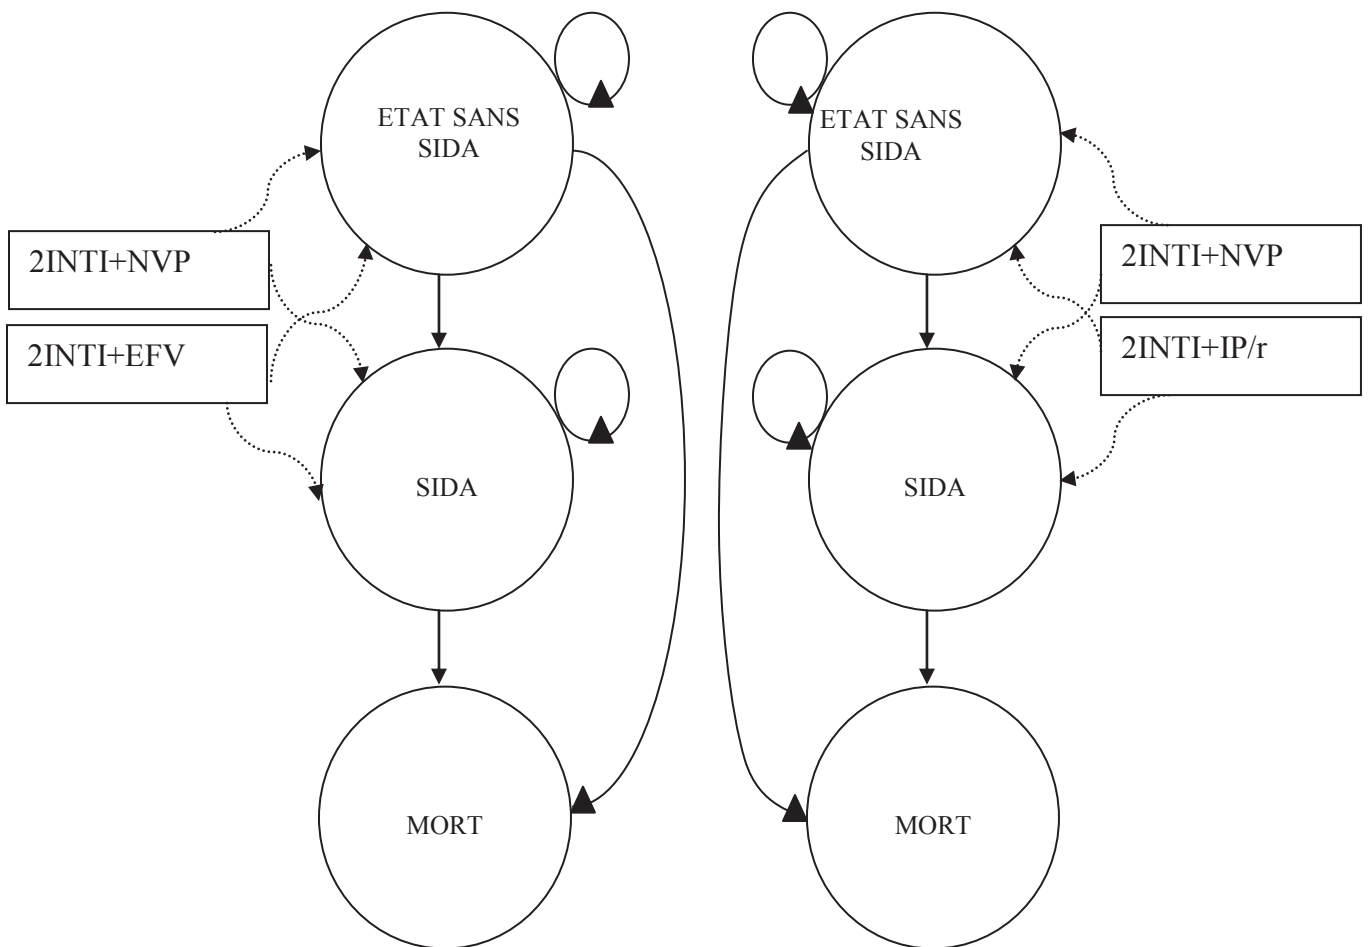 ETAT SANS
SIDA
2INTI+NVP
2INTI+EFV
SIDA
MORT
ETAT SANS
SIDA
2INTI+NVP
2INTI+IP/r
SIDA
MORT